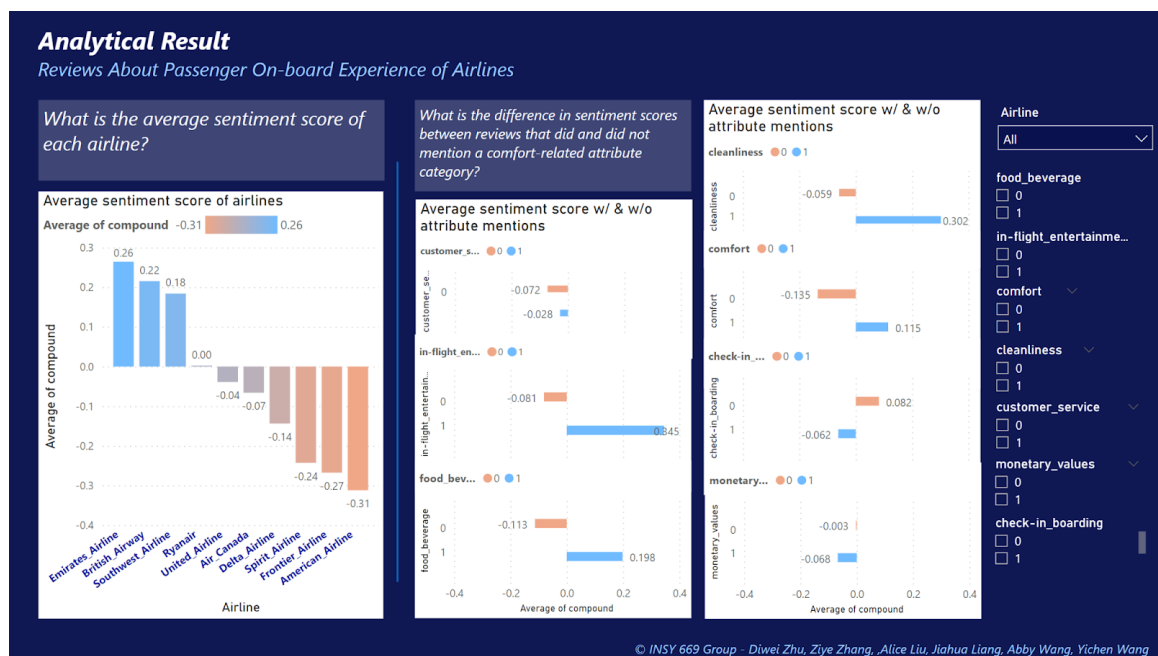 Analytical Result
Reviews About Passenger On-board Experience of Airlines
What is the average sentiment score of
each airline?
Average sentiment score of airlines
Average of compound -0.31 0.26
0.3
0.2
0.1
0.0
-0.1
-0.2
-0.3
-0.4
Average of compound
0.26
0.22
0.18
0.00
-0.04
-0.07
-0.14
-0.24
-0.27
-0.31
Emirates_Airline
British_Airway
Southwest_Airline
Ryanair
United_Airline
Air_Canada
Delta_Airline
Spirit_Airline
Frontier_Airline
American_Airline
Airline
What is the difference in sentiment scores
between reviews that did and did not
mention a comfort-related attribute
category?
Average sentiment score w/ & w/o
attribute mentions
customer_s... 0 1
customer_se...
0 -0.072
-0.028
in-flight_en... 0 1
in-flight_entertain...
0 -0.081
1 0.345
food_bev... 0 1
food_beverage
0 -0.113
1 0.198
-0.4 -0.2 0.0 0.2 0.4
Average of compound
Average sentiment score w/ & w/o
attribute mentions
cleanliness 0 1
cleanliness
0 -0.059
1 0.302
comfort 0 1
comfort
0 -0.135
1 0.115
check-in_... 0 1
check-in_boarding
0 0.082
1 -0.062
monetary... 0 1
monetary_values
0 -0.003
1 -0.068
-0.4 -0.2 0.0 0.2 0.4
Average of compound
Airline
All
food_beverage
0
1
in-flight_entertainme...
0
1
comfort
0
1
cleanliness
0
1
customer_service
0
1
monetary_values
0
1
check-in_boarding
0
1
© INSY 669 Group - Diwei Zhu, Ziye Zhang, ,Alice Liu, Jiahua Liang, Abby Wang, Yichen Wang